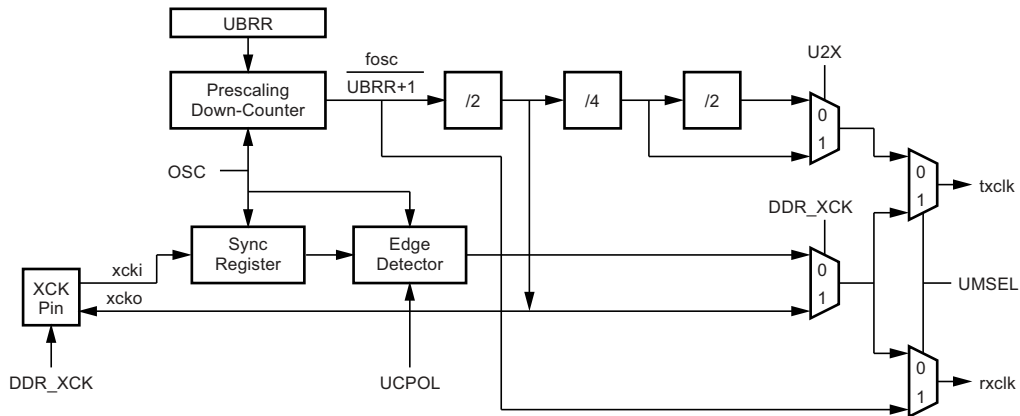 UBRR
fosc
UBRR+1
U2X
Prescaling
Down-Counter
/2
/4
/2
0
1
OSC
0
1
txclk
DDR_XCK
Sync
Register
Edge
Detector
0
1
xcki
XCK
Pin
xcko
UMSEL
DDR_XCK
UCPOL
0
1
rxclk